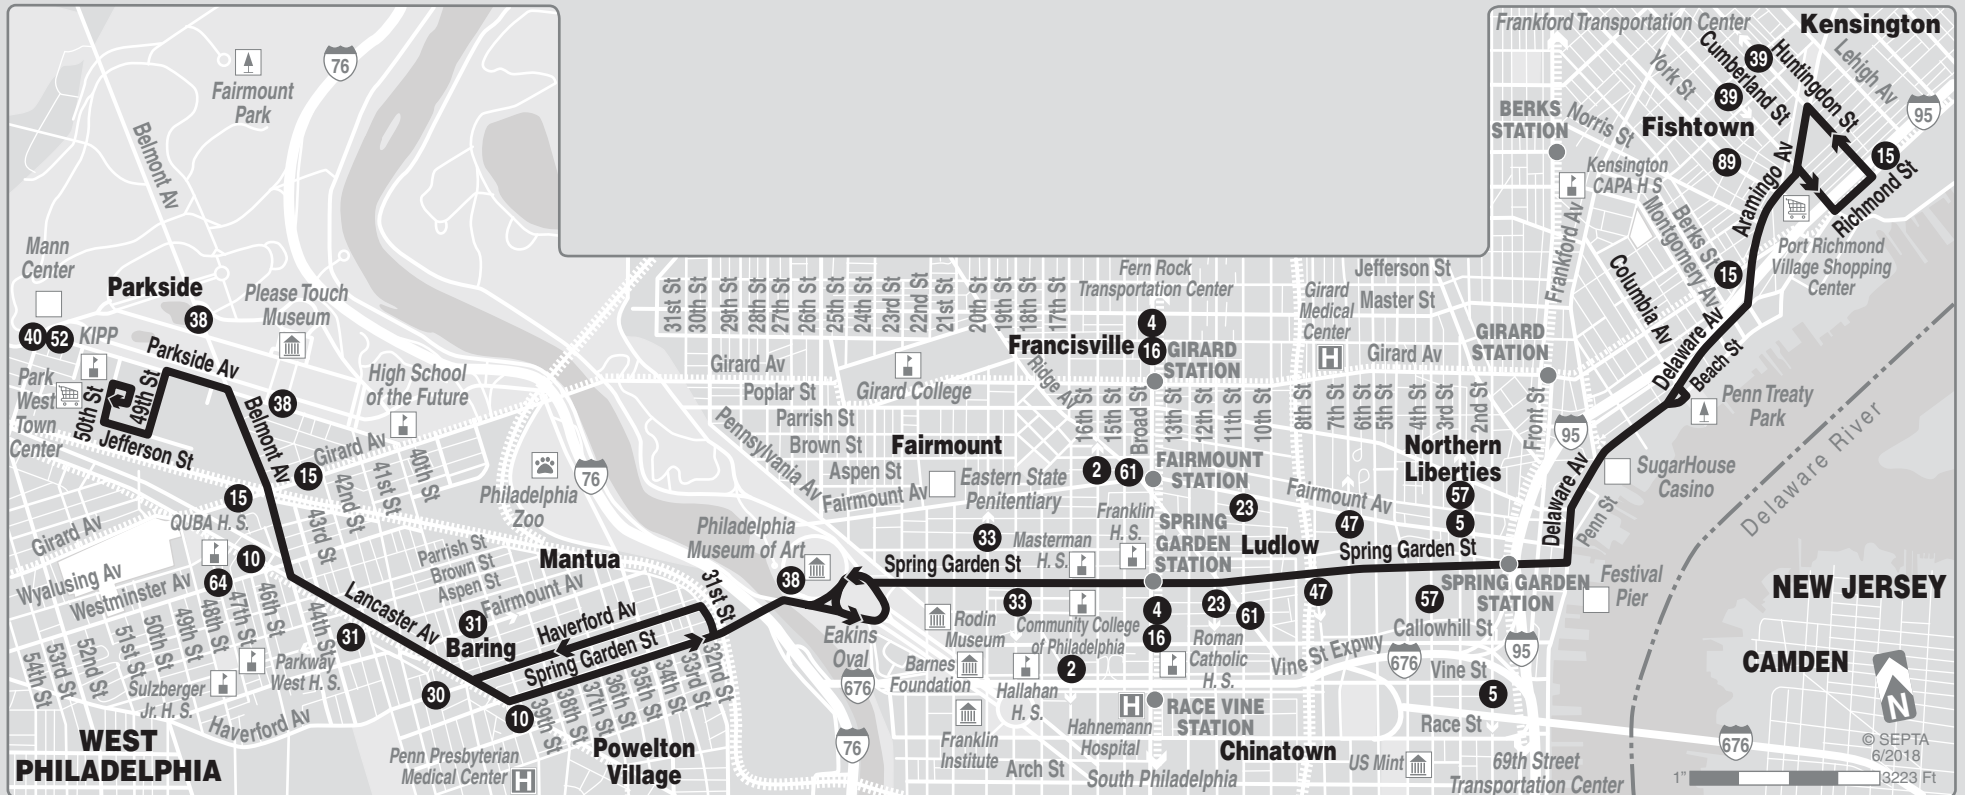 Frankford Transportation Center
Kensington
76
Fairmount
Park
Belmont Av
Cumberland St
39
Huntingdon St
Lehigh Av
York St
39
95
BERKS
STATION
Norris St
Fishtown
89
15
Kensington
CAPA H S
Aramingo Av
Richmond St
Berks St
Montgomery Av
Frankford Av
Port Richmond
Village Shopping
Center
Columbia Av
15
Mann
Center
Parkside
38
Please Touch
Museum
40
52
KIPP
Parkside Av
Park
West
Town
Center
50th St
49th St
Jefferson St
Belmont Av
38
High School
of the Future
Girard Av
15
15
42nd St
41st St
40th St
43rd St
QUBA H. S.
10
64
Girard Av
Wyalusing Av
Westminster Av
54th St
53rd St
52nd St
51st St
50th St
49th St
48th St
47th St
46th St
44th St
31
Lancaster Av
Parkway
West H. S.
Sulzberger
Jr. H. S.
Haverford Av
WEST
PHILADELPHIA
Philadelphia
Zoo
76
Parrish St
Brown St
Aspen St
Fairmount Av
Mantua
31
Baring
Haverford Av
Spring Garden St
31st St
30
10
39th St
38th St
37th St
36th St
35th St
34th St
33rd St
32nd St
Penn Presbyterian
Medical Center
H
Powelton
Village
31st St
30th St
29th St
28th St
27th St
26th St
25th St
24th St
23rd St
22nd St
21st St
20th St
19th St
18th St
17th St
Fern Rock
Transportation Center
Jefferson St
Master St
Girard
Medical
Center
H
4
Francisville
16
GIRARD
STATION
GIRARD
STATION
Girard Av
Girard Av
Poplar St
Girard College
Ridge Av
Parrish St
Brown St
Aspen St
Fairmount Av
Pennsylvania Av
Fairmount
Eastern State
Penitentiary
16th St
15th St
Broad St
13th St
12th St
11th St
10th St
8th St
7th St
6th St
5th St
4th St
3rd St
2nd St
Front St
2
61
FAIRMOUNT
STATION
Northern
Liberties
57
5
Fairmount Av
47
23
Franklin
H. S.
SPRING
GARDEN
STATION
Ludlow
Spring Garden St
Philadelphia
Museum of Art
38
33
Masterman
H. S.
Spring Garden St
33
Eakins
Oval
676
76
Rodin
Museum
Community College
of Philadelphia
Barnes
Foundation
2
Hallahan
H. S.
Franklin
Institute
Arch St
4
16
23
61
Roman
Catholic
H. S.
47
57
SPRING GARDEN
STATION
Callowhill St
Vine St Expwy
676
Vine St
95
5
RACE VINE
STATION
H
Hahnemann
Hospital
South Philadelphia
Chinatown
Race St
US Mint
69th Street
Transportation Center
Delaware Av
Beach St
Penn Treaty
Park
95
SugarHouse
Casino
Delaware Av
Penn St
Festival
Pier
Delaware River
NEW JERSEY
CAMDEN
N
676
© SEPTA
6/2018
1"
3223 Ft